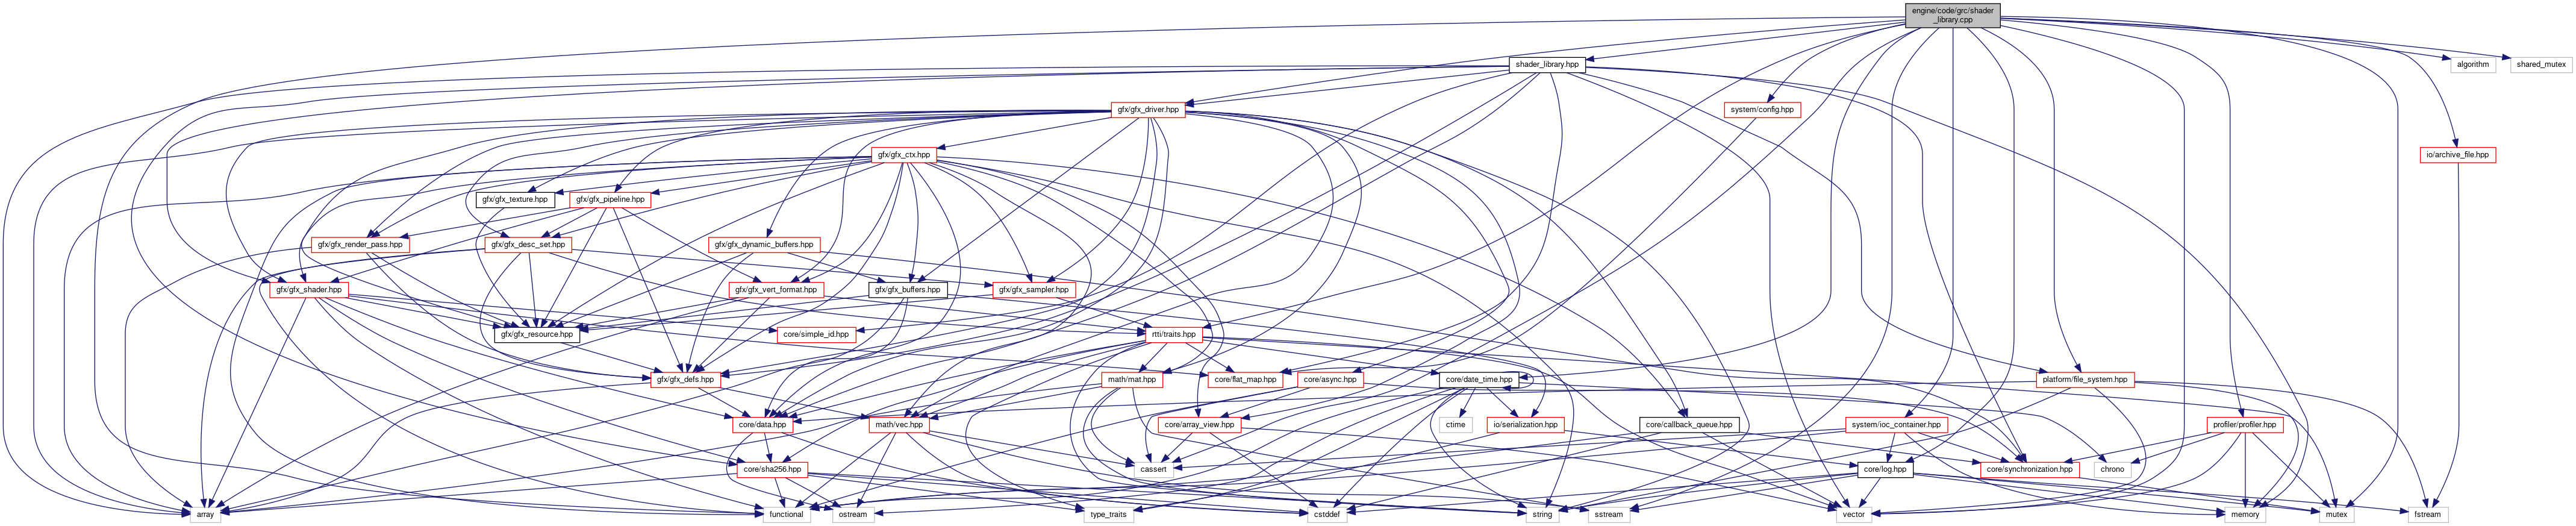 engine/code/grc/shader
_library.cpp
shader_library.hpp
algorithm
shared_mutex
gfx/gfx_driver.hpp
system/config.hpp
gfx/gfx_ctx.hpp
io/archive_file.hpp
gfx/gfx_texture.hpp
gfx/gfx_pipeline.hpp
gfx/gfx_render_pass.hpp
gfx/gfx_desc_set.hpp
gfx/gfx_dynamic_buffers.hpp
gfx/gfx_shader.hpp
gfx/gfx_vert_format.hpp
gfx/gfx_buffers.hpp
gfx/gfx_sampler.hpp
gfx/gfx_resource.hpp
core/simple_id.hpp
rtti/traits.hpp
gfx/gfx_defs.hpp
math/mat.hpp
core/flat_map.hpp
core/async.hpp
core/date_time.hpp
platform/file_system.hpp
core/data.hpp
math/vec.hpp
core/array_view.hpp
ctime
io/serialization.hpp
core/callback_queue.hpp
system/ioc_container.hpp
profiler/profiler.hpp
core/sha256.hpp
cassert
core/log.hpp
core/synchronization.hpp
chrono
array
functional
ostream
type_traits
cstddef
string
sstream
vector
memory
mutex
fstream